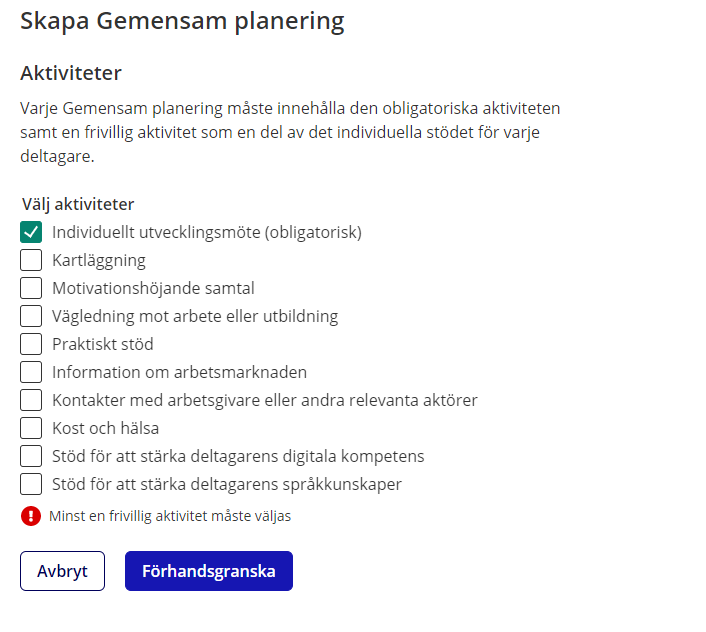 Skapa Gemensam planering
Aktiviteter
Varje Gemensam planering måste innehålla den obligatoriska aktiviteten
samt en frivillig aktivitet som en del av det individuella stödet för varje
deltagare.
Välj aktiviteter
Individuellt utvecklingsmöte (obligatorisk)
Kartläggning
Motivationshöjande samtal
Vägledning mot arbete eller utbildning
Praktiskt stöd
Information om arbetsmarknaden
Kontakter med arbetsgivare eller andra relevanta aktörer
Kost och hälsa
Stöd för att stärka deltagarens digitala kompetens
Stöd för att stärka deltagarens språkkunskaper
Minst en frivillig aktivitet måste väljas
Avbryt Förhandsgranska